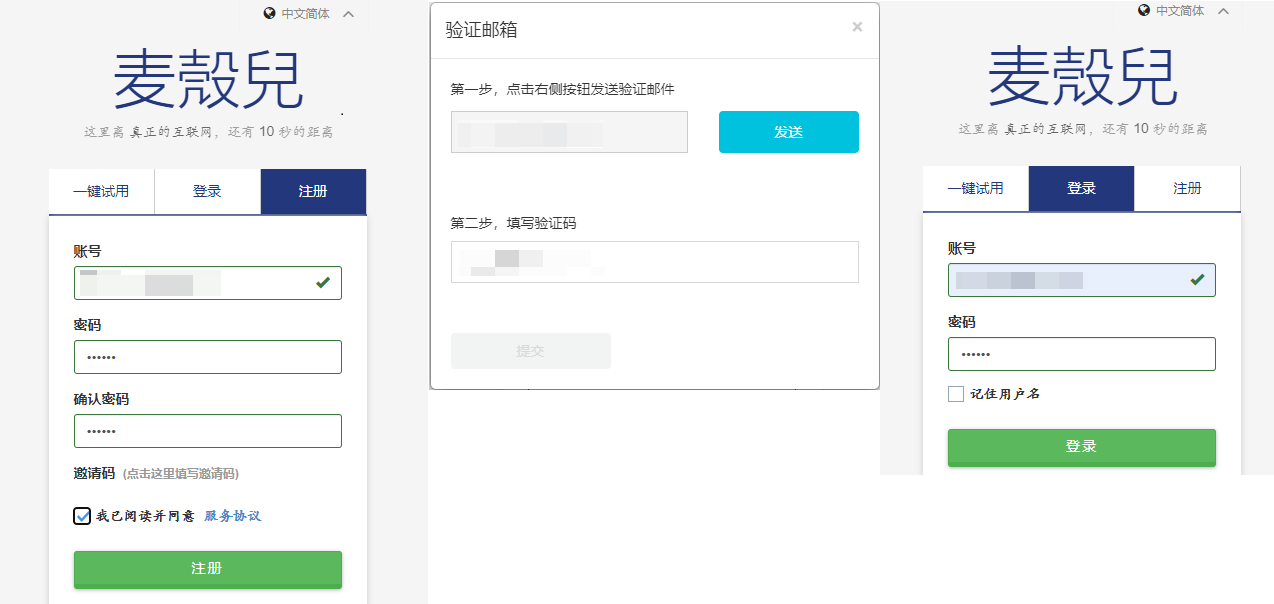 中文简体
麦殻兒
这里离 真正的互联网，还有 10 秒的距离
一键试用
登录
注册
账号
密码
••••••
确认密码
••••••
邀请码 (点击这里填写邀请码)
我已阅读并同意 服务协议
注册
验证邮箱
×
第一步，点击右侧按钮发送验证邮件
发送
第二步，填写验证码
提交
中文简体
麦殻兒
这里离 真正的互联网，还有 10 秒的距离
一键试用
登录
注册
账号
密码
••••••
记住用户名
登录